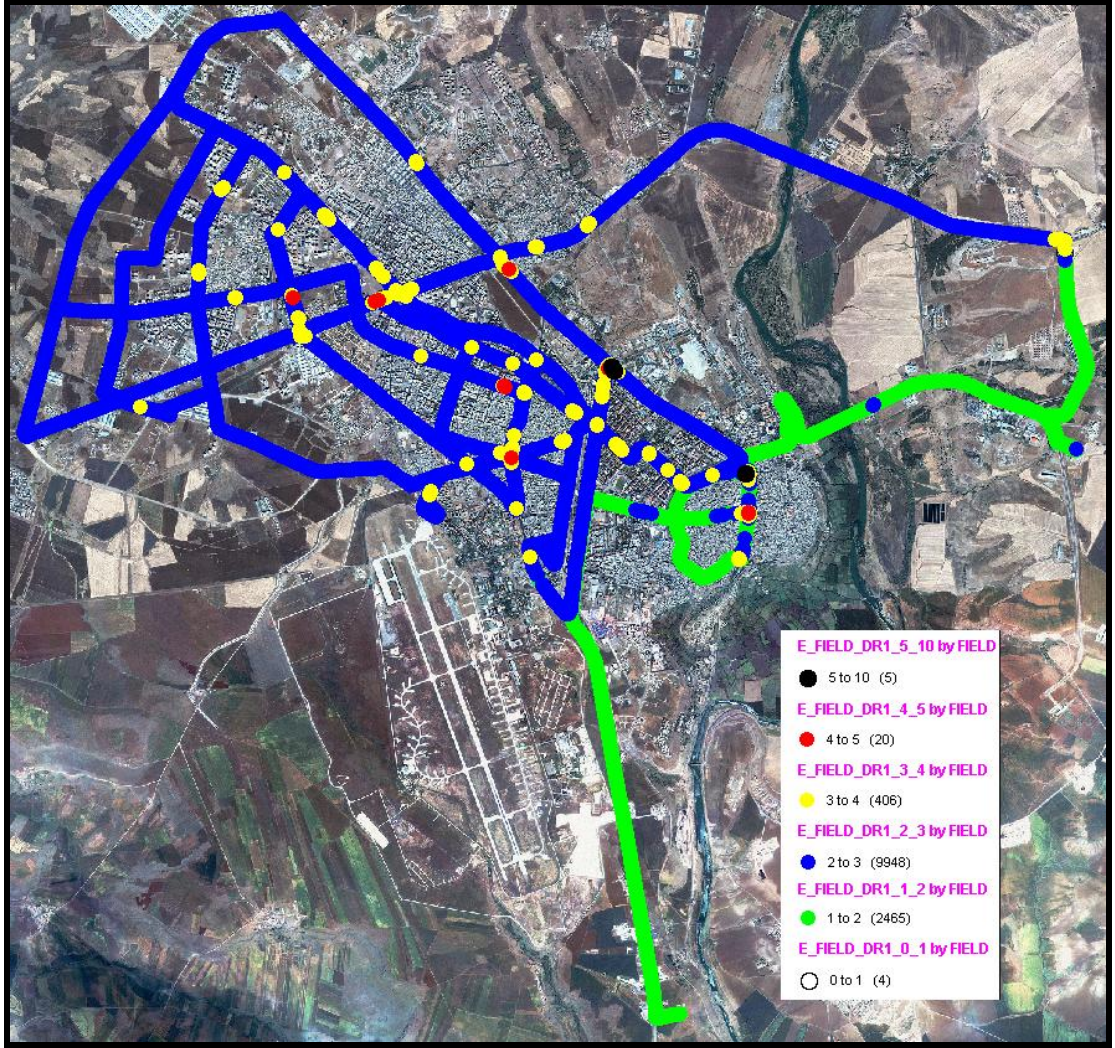 E_FIELD_DR1_5_10 by FIELD
5 to 10 (5)
E_FIELD_DR1_4_5 by FIELD
4 to 5 (20)
E_FIELD_DR1_3_4 by FIELD
3 to 4 (406)
E_FIELD_DR1_2_3 by FIELD
2 to 3 (9948)
E_FIELD_DR1_1_2 by FIELD
1 to 2 (2465)
E_FIELD_DR1_0_1 by FIELD
0 to 1 (4)